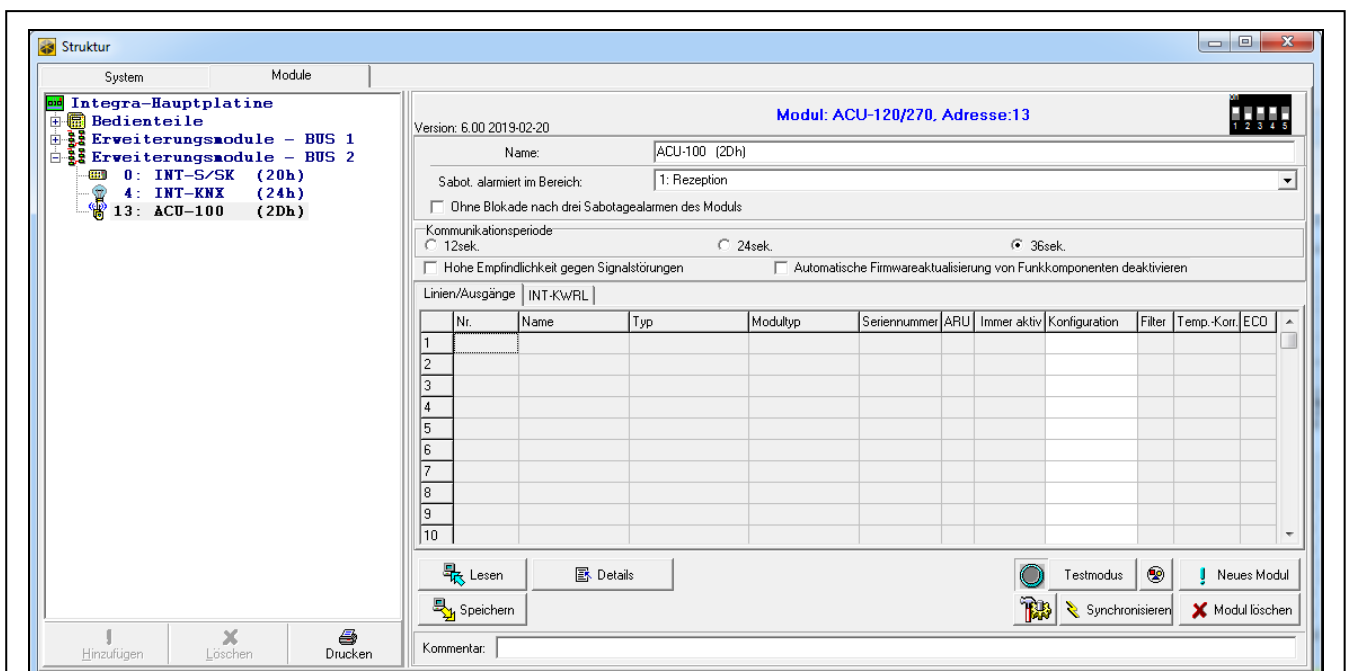 Struktur
System Module
Integra-Hauptplatine
Bedienteile
Erweiterungsmodule - BUS 1
Erweiterungsmodule - BUS 2
0: INT-S/SK (20h)
4: INT-KNX (24h)
13: ACU-100 (2Dh)
Hinzufügen Löschen Drucken
Version: 6.00 2019-02-20
Modul: ACU-120/270, Adresse:13
1 2 3 4 5
Name: ACU-100 (2Dh)
Sabot. alarmiert im Bereich: 1: Rezeption
Ohne Blokade nach drei Sabotagealarmen des Moduls
Kommunikationsperiode
12sek. 24sek. 36sek.
Hohe Empfindlichkeit gegen Signalstörungen Automatische Firmwareaktualisierung von Funkkomponenten deaktivieren
Linien/Ausgänge INT-KWRL
Nr. Name Typ Modultyp Seriennummer ARU Immer aktiv Konfiguration Filter Temp.-Korr. ECO
1
2
3
4
5
6
7
8
9
10
Lesen Details Testmodus Neues Modul
Speichern Synchronisieren Modul löschen
Kommentar: